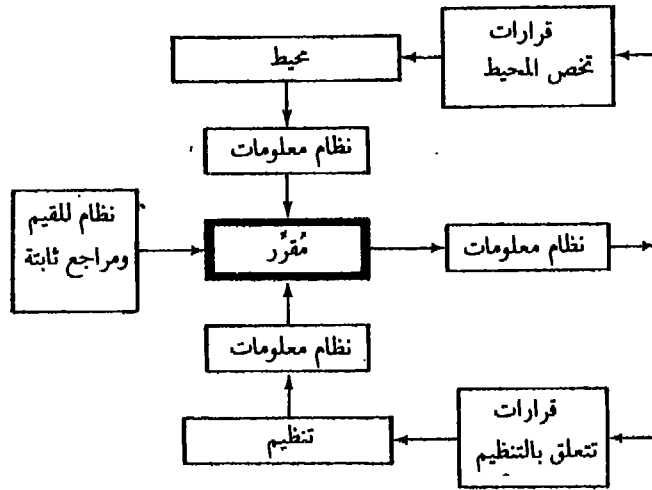 قرارات
تخص المحيط
محيط
نظام معلومات
نظام للقيم
ومراجع ثابتة
مُقرَّر
نظام معلومات
نظام معلومات
قرارات
تتعلق بالتنظيم
تنظيم